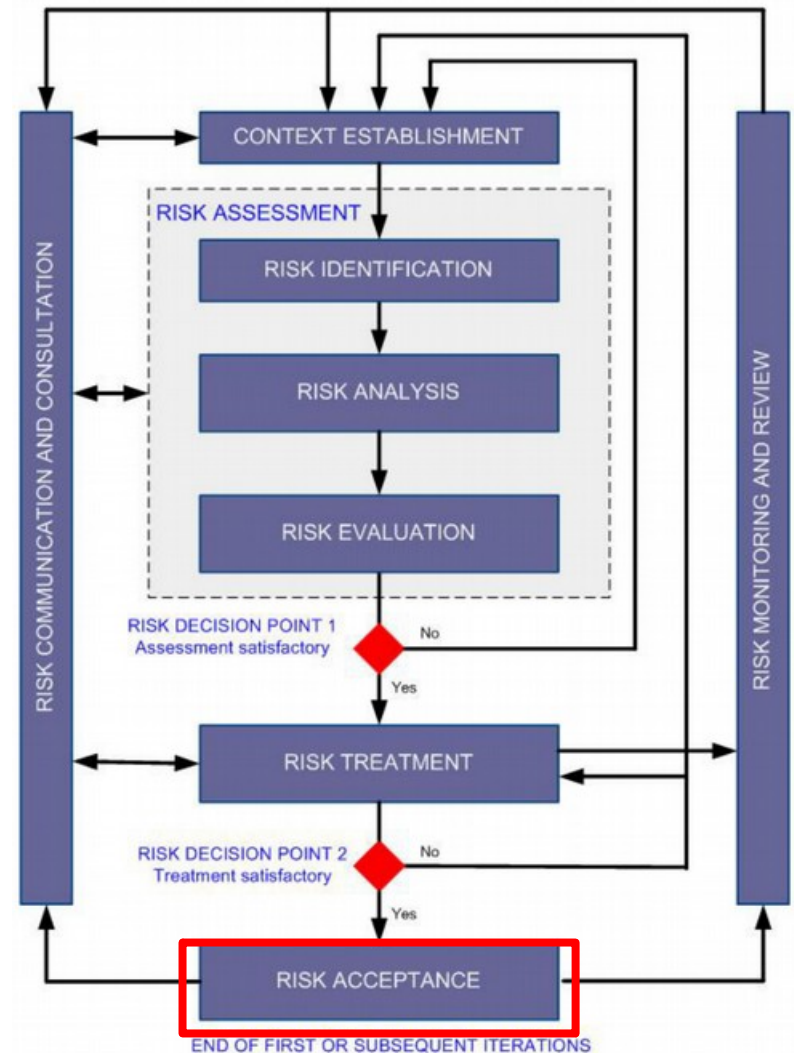 CONTEXT ESTABLISHMENT
RISK ASSESSMENT
RISK IDENTIFICATION
RISK ANALYSIS
RISK EVALUATION
RISK DECISION POINT 1
Assessment satisfactory
No
Yes
RISK TREATMENT
RISK DECISION POINT 2
Treatment satisfactory
No
Yes
RISK ACCEPTANCE
END OF FIRST OR SUBSEQUENT ITERATIONS
RISK COMMUNICATION AND CONSULTATION
RISK MONITORING AND REVIEW